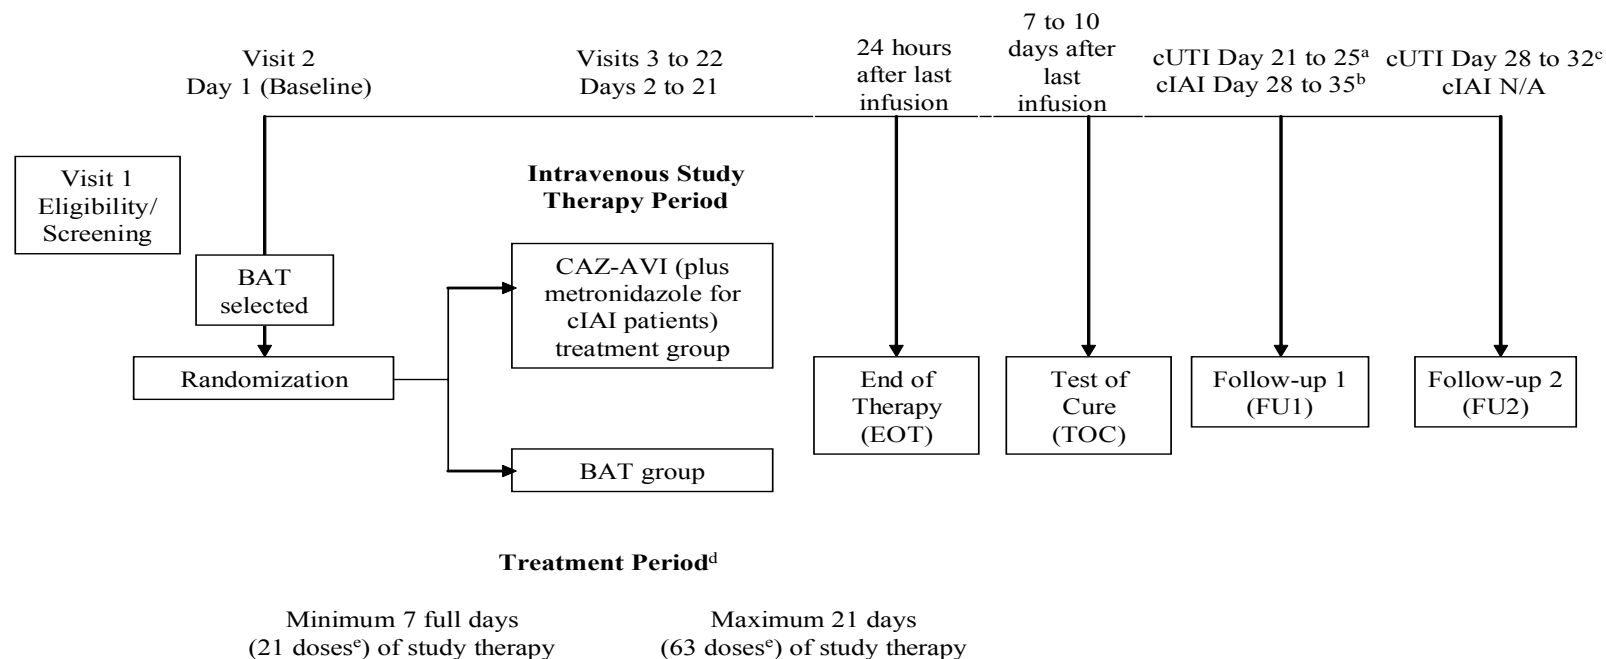 Visit 2
Day 1 (Baseline)
Visits 3 to 22
Days 2 to 21
24 hours
after last
infusion
7 to 10
days after
last
infusion
cUTI Day 21 to 25ᵃ
cIAI Day 28 to 35ᵇ
cUTI Day 28 to 32ᶜ
cIAI N/A
Visit 1
Eligibility/
Screening
Intravenous Study
Therapy Period
BAT
selected
Randomization
CAZ-AVI (plus
metronidazole for
cIAI patients)
treatment group
BAT group
End of
Therapy
(EOT)
Test of
Cure
(TOC)
Follow-up 1
(FU1)
Follow-up 2
(FU2)
Treatment Periodᵈ
Minimum 7 full days
(21 dosesᵉ) of study therapy
Maximum 21 days
(63 dosesᵉ) of study therapy